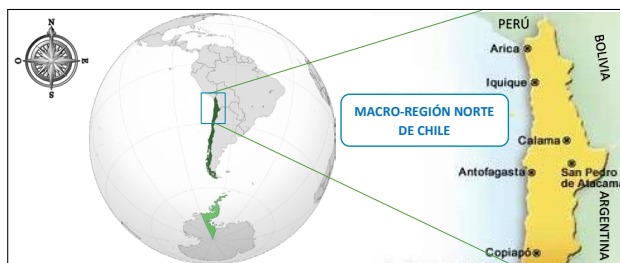 N
O
E
S
MACRO-REGIÓN NORTE
DE CHILE
PERÚ
BOLIVIA
Arica
Iquique
Calama
Antofagasta
San Pedro
de Atacama
ARGENTINA
Copiapó